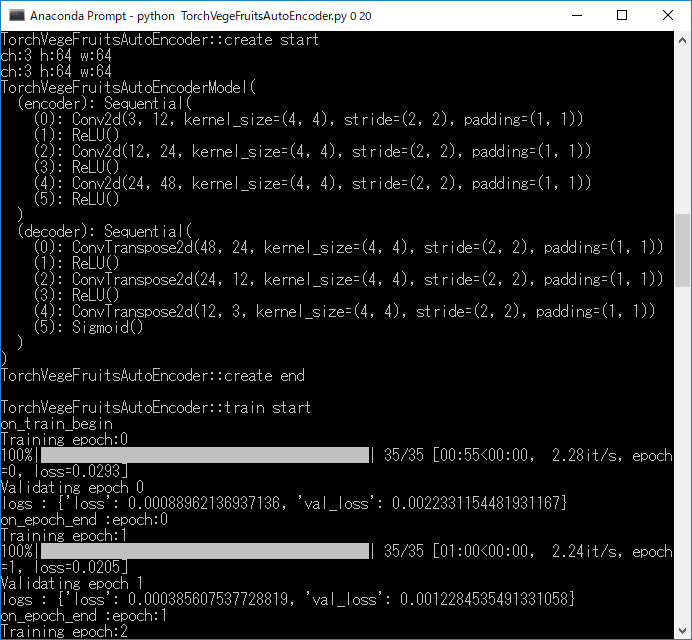 Anaconda Prompt - python  TorchVegeFruitsAutoEncoder.py 0 20
TorchVegeFruitsAutoEncoder::create start
ch:3 h:64 w:64
ch:3 h:64 w:64
TorchVegeFruitsAutoEncoderModel(
  (encoder): Sequential(
    (0): Conv2d(3, 12, kernel_size=(4, 4), stride=(2, 2), padding=(1, 1))
    (1): ReLU()
    (2): Conv2d(12, 24, kernel_size=(4, 4), stride=(2, 2), padding=(1, 1))
    (3): ReLU()
    (4): Conv2d(24, 48, kernel_size=(4, 4), stride=(2, 2), padding=(1, 1))
    (5): ReLU()
  )
  (decoder): Sequential(
    (0): ConvTranspose2d(48, 24, kernel_size=(4, 4), stride=(2, 2), padding=(1, 1))
    (1): ReLU()
    (2): ConvTranspose2d(24, 12, kernel_size=(4, 4), stride=(2, 2), padding=(1, 1))
    (3): ReLU()
    (4): ConvTranspose2d(12, 3, kernel_size=(4, 4), stride=(2, 2), padding=(1, 1))
    (5): Sigmoid()
  )
)
TorchVegeFruitsAutoEncoder::create end
TorchVegeFruitsAutoEncoder::train start
on_train_begin
Training epoch:0
100%|          | 35/35 [00:55<00:00,  2.28it/s, epoch
=0, loss=0.0293]
Validating epoch 0
logs : {'loss': 0.00088962136937136, 'val_loss': 0.0022331154481931167}
on_epoch_end :epoch:0
Training epoch:1
100%|          | 35/35 [01:00<00:00,  2.24it/s, epoch
=1, loss=0.0205]
Validating epoch 1
logs : {'loss': 0.000385607537728819, 'val_loss': 0.0012284535491331058}
on_epoch_end :epoch:1
Training epoch:2